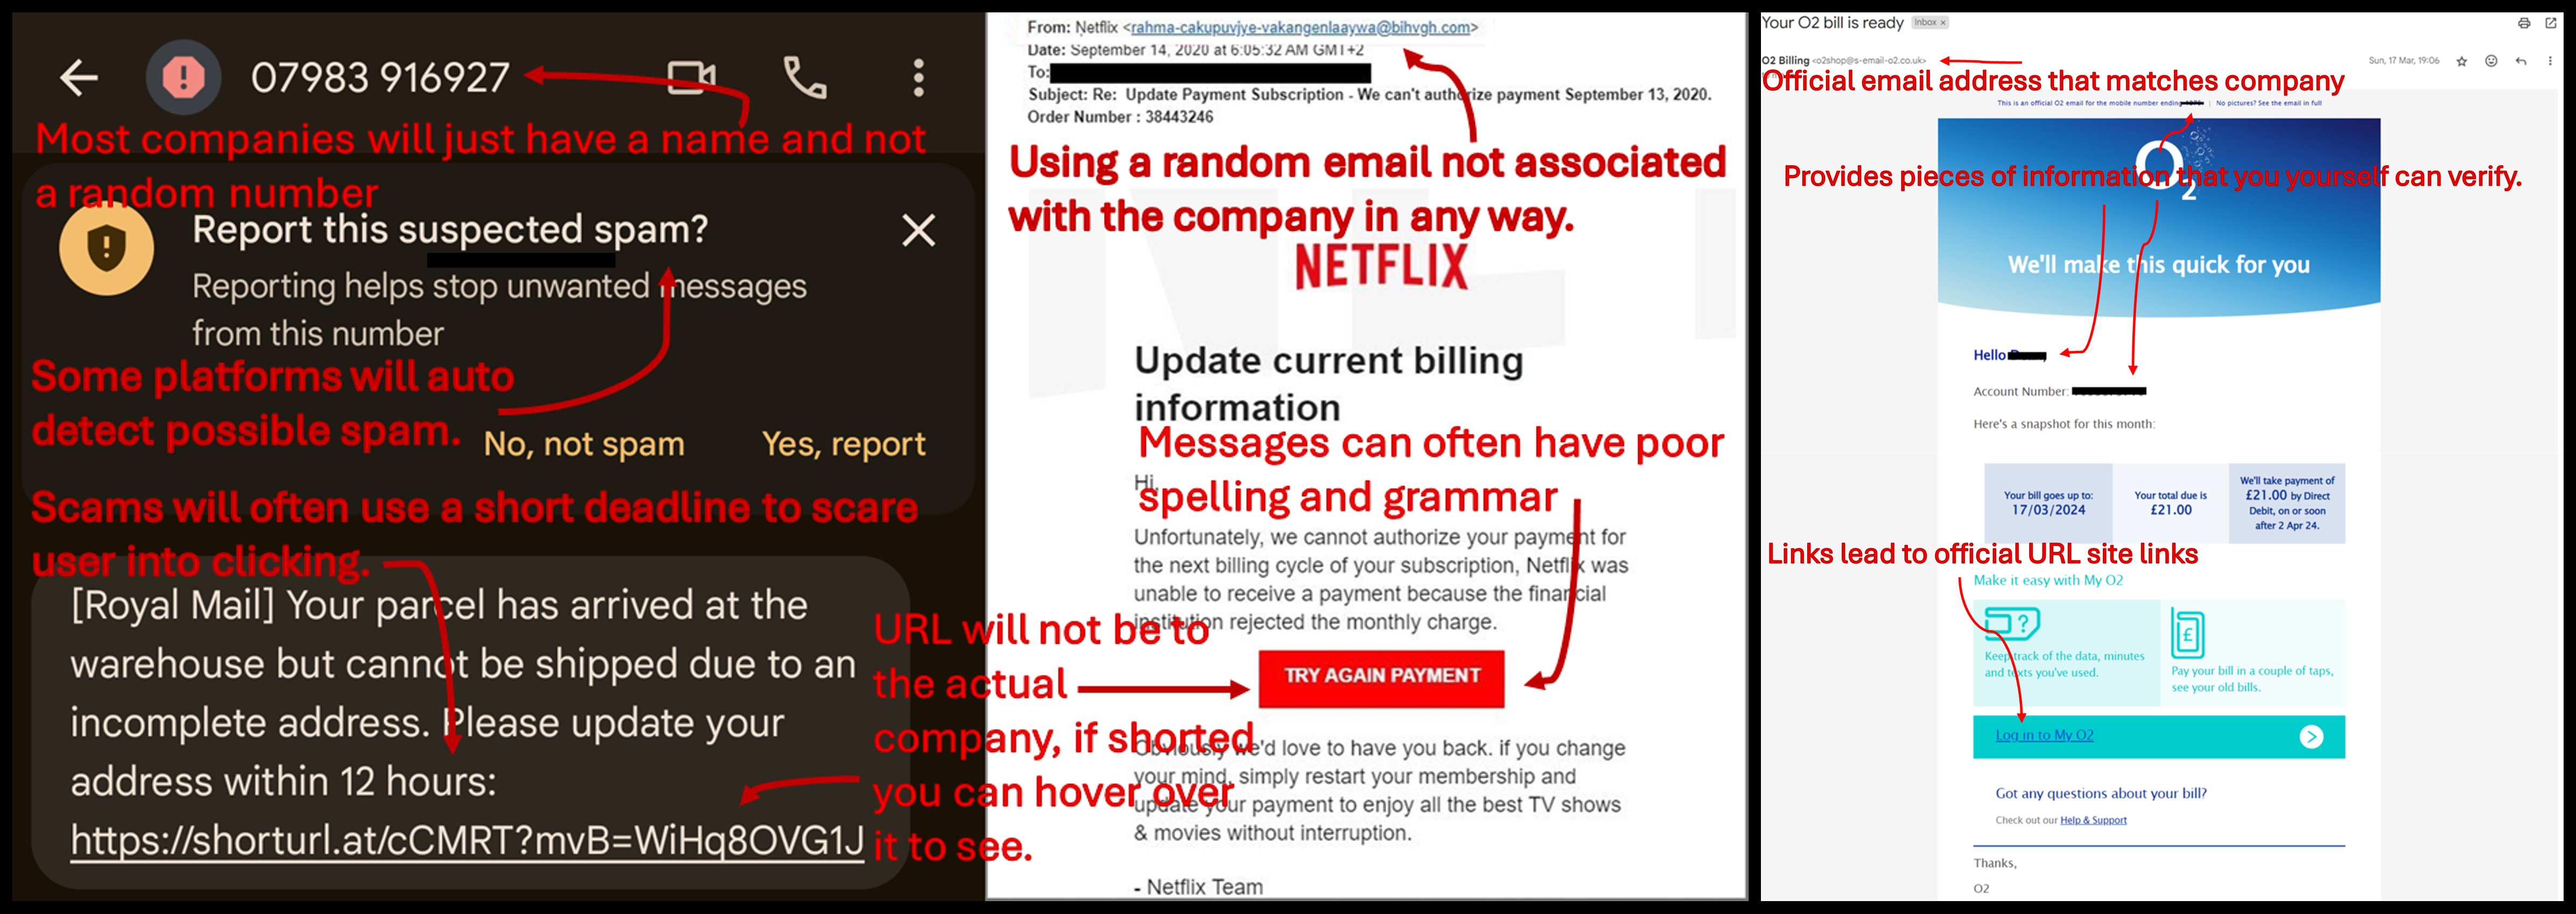 07983 916927
Most companies will just have a name and not
a random number
Report this suspected spam?
Reporting helps stop unwanted messages
from this number
Some platforms will auto
detect possible spam.
No, not spam
Yes, report
Scams will often use a short deadline to scare
user into clicking.
[Royal Mail] Your parcel has arrived at the
warehouse but cannot be shipped due to an
incomplete address. Please update your
address within 12 hours:
https://shorturl.at/cCMRT?mvB=WiHq8OVG1J
From: Netflix <rahma-cakupuvjye-vakangenlaaywa@bihvgh.com>
Date: September 14, 2020 at 6:05:32 AM GMT+2
To:
Subject: Re: Update Payment Subscription - We can't authorize payment September 13, 2020.
Order Number : 38443246
Using a random email not associated
with the company in any way.
NETFLIX
Update current billing
information
Messages can often have poor
spelling and grammar
Hi,
Unfortunately, we cannot authorize your payment for
the next billing cycle of your subscription, Netflix was
unable to receive a payment because the financial
institution rejected the monthly charge.
URL will not be to
the actual
company, if shorted
you can hover over
it to see.
TRY AGAIN PAYMENT
Obviously we'd love to have you back. if you change
your mind, simply restart your membership and
update your payment to enjoy all the best TV shows
& movies without interruption.
- Netflix Team
Your O2 bill is ready
Inbox ×
O2 Billing <o2shop@s-email-o2.co.uk>
Sun, 17 Mar, 19:06
Official email address that matches company
This is an official O2 email for the mobile number ending
| No pictures? See the email in full
O2
Provides pieces of information that you yourself can verify.
We'll make this quick for you
Hello
Account Number:
Here's a snapshot for this month:
Your bill goes up to:
17/03/2024
Your total due is
£21.00
We'll take payment of
£21.00 by Direct
Debit, on or soon
after 2 Apr 24.
Links lead to official URL site links
Make it easy with My O2
Keep track of the data, minutes
and texts you've used.
Pay your bill in a couple of taps,
see your old bills.
Log in to My O2
Got any questions about your bill?
Check out our Help & Support
Thanks,
O2